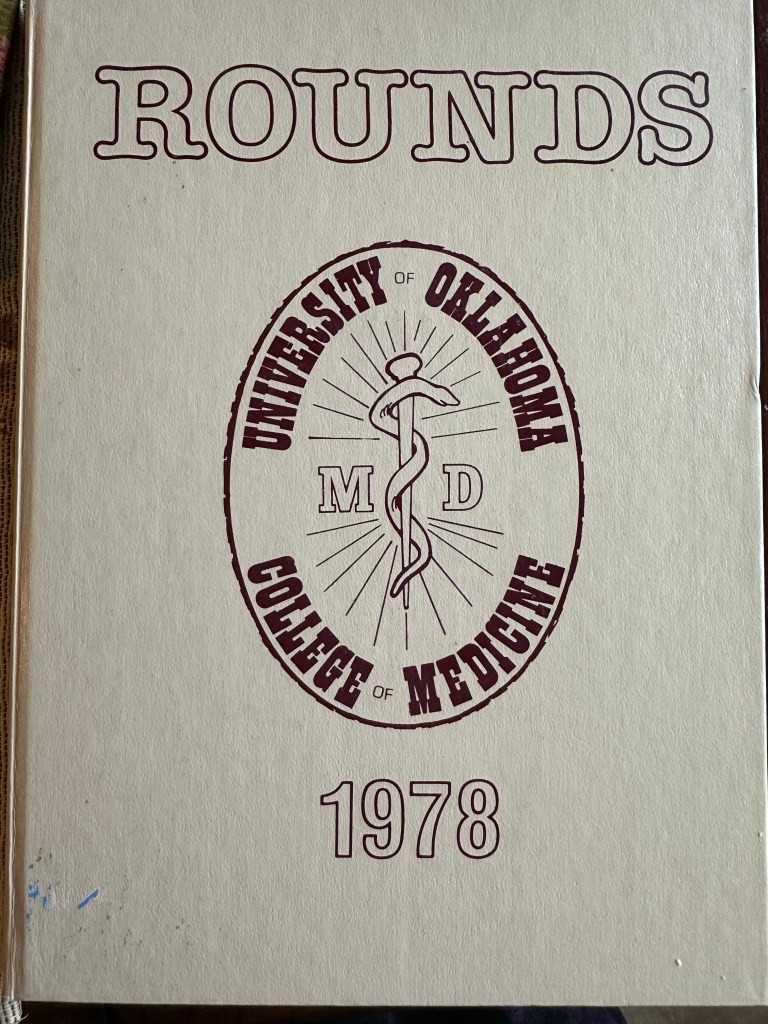 ROUNDS
UNIVERSITY OF OKLAHOMA
M D
COLLEGE OF MEDICINE
1978